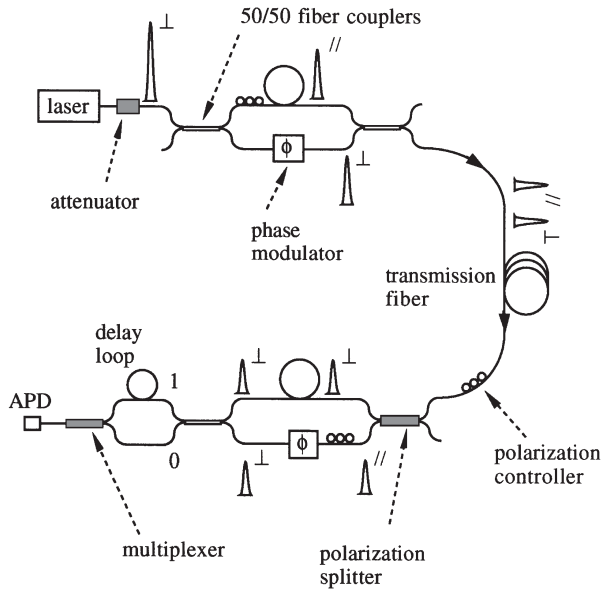 50/50 fiber couplers
⊥
//
laser
ϕ
⊥
attenuator
phase
modulator
//
⊥
transmission
fiber
delay
loop
1
⊥
⊥
APD
ϕ
0
⊥
//
polarization
controller
multiplexer
polarization
splitter